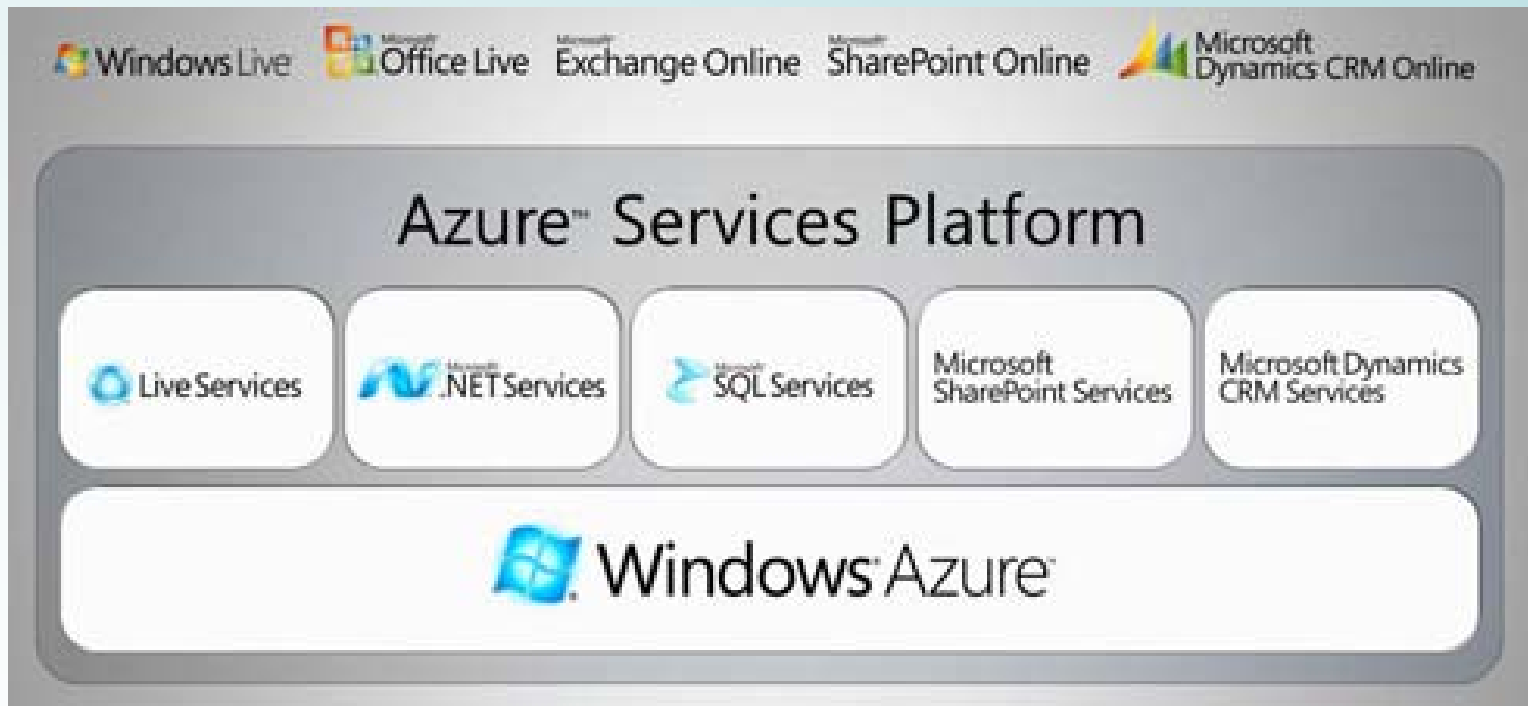 Windows Live
Microsoft
Office Live
Microsoft
Exchange Online
Microsoft
SharePoint Online
Microsoft
Dynamics CRM Online
Azure™ Services Platform
Live Services
Microsoft
.NET Services
Microsoft
SQL Services
Microsoft
SharePoint Services
Microsoft Dynamics
CRM Services
Windows Azure™